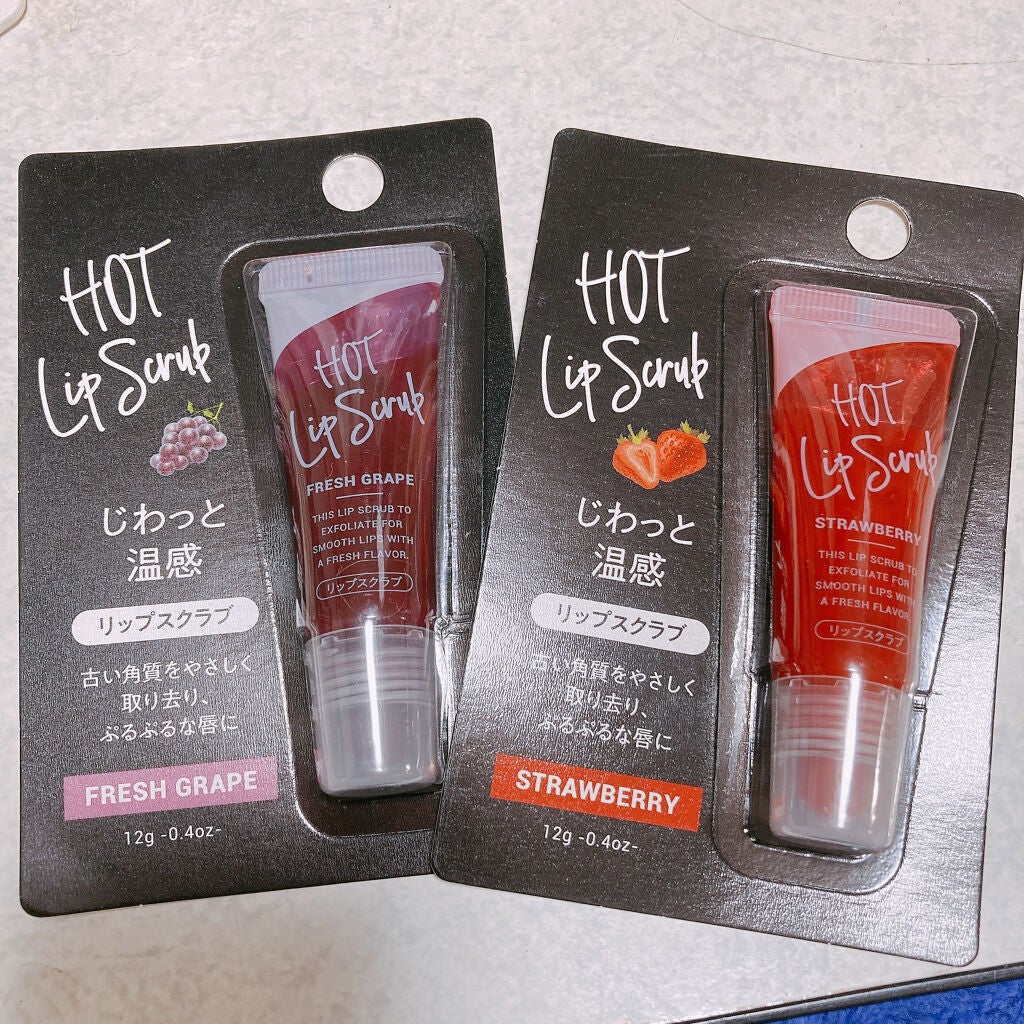 HOT
Lip Scrub
じわっと
温感
リップスクラブ
古い角質をやさしく
取り去り、
ぷるぷるな唇に
FRESH GRAPE
12g -0.4oz-
HOT
Lip Scrub
FRESH GRAPE
THIS LIP SCRUB TO
EXFOLIATE FOR
SMOOTH LIPS WITH
A FRESH FLAVOR.
リップスクラブ
HOT
Lip Scrub
じわっと
温感
リップスクラブ
古い角質をやさしく
取り去り、
ぷるぷるな唇に
STRAWBERRY
12g -0.4oz-
HOT
Lip Scrub
STRAWBERRY
THIS LIP SCRUB TO
EXFOLIATE FOR
SMOOTH LIPS WITH
A FRESH FLAVOR.
リップスクラブ